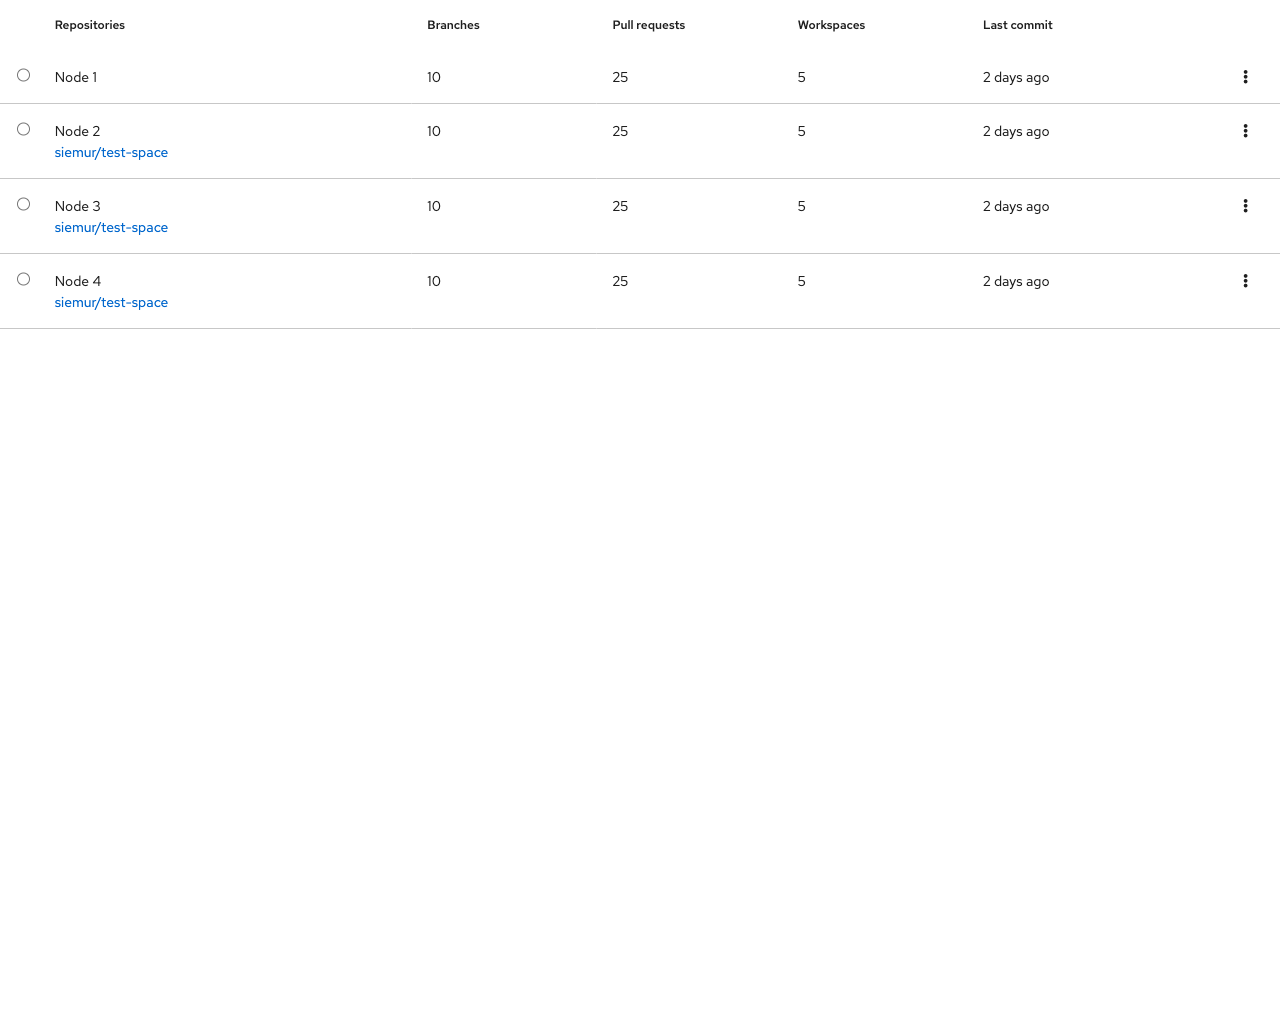 Repositories Branches Pull requests Workspaces Last commit
Node 1 10 25 5 2 days ago
Node 2 10 25 5 2 days ago
siemur/test-space
Node 3 10 25 5 2 days ago
siemur/test-space
Node 4 10 25 5 2 days ago
siemur/test-space